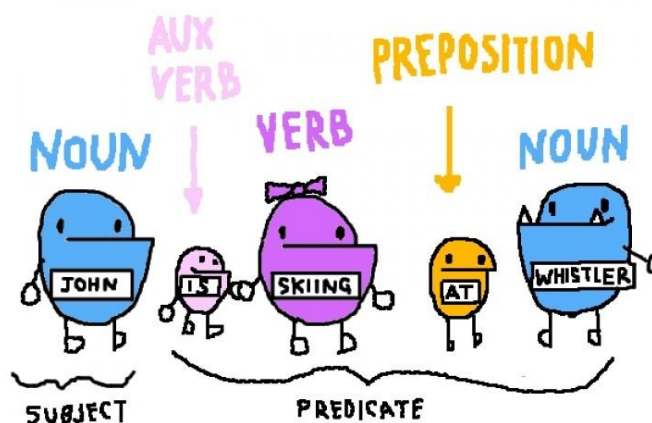 AUX
VERB
PREPOSITION
NOUN
VERB
NOUN
JOHN
IS
SKIING
AT
WHISTLER
SUBJECT
PREDICATE